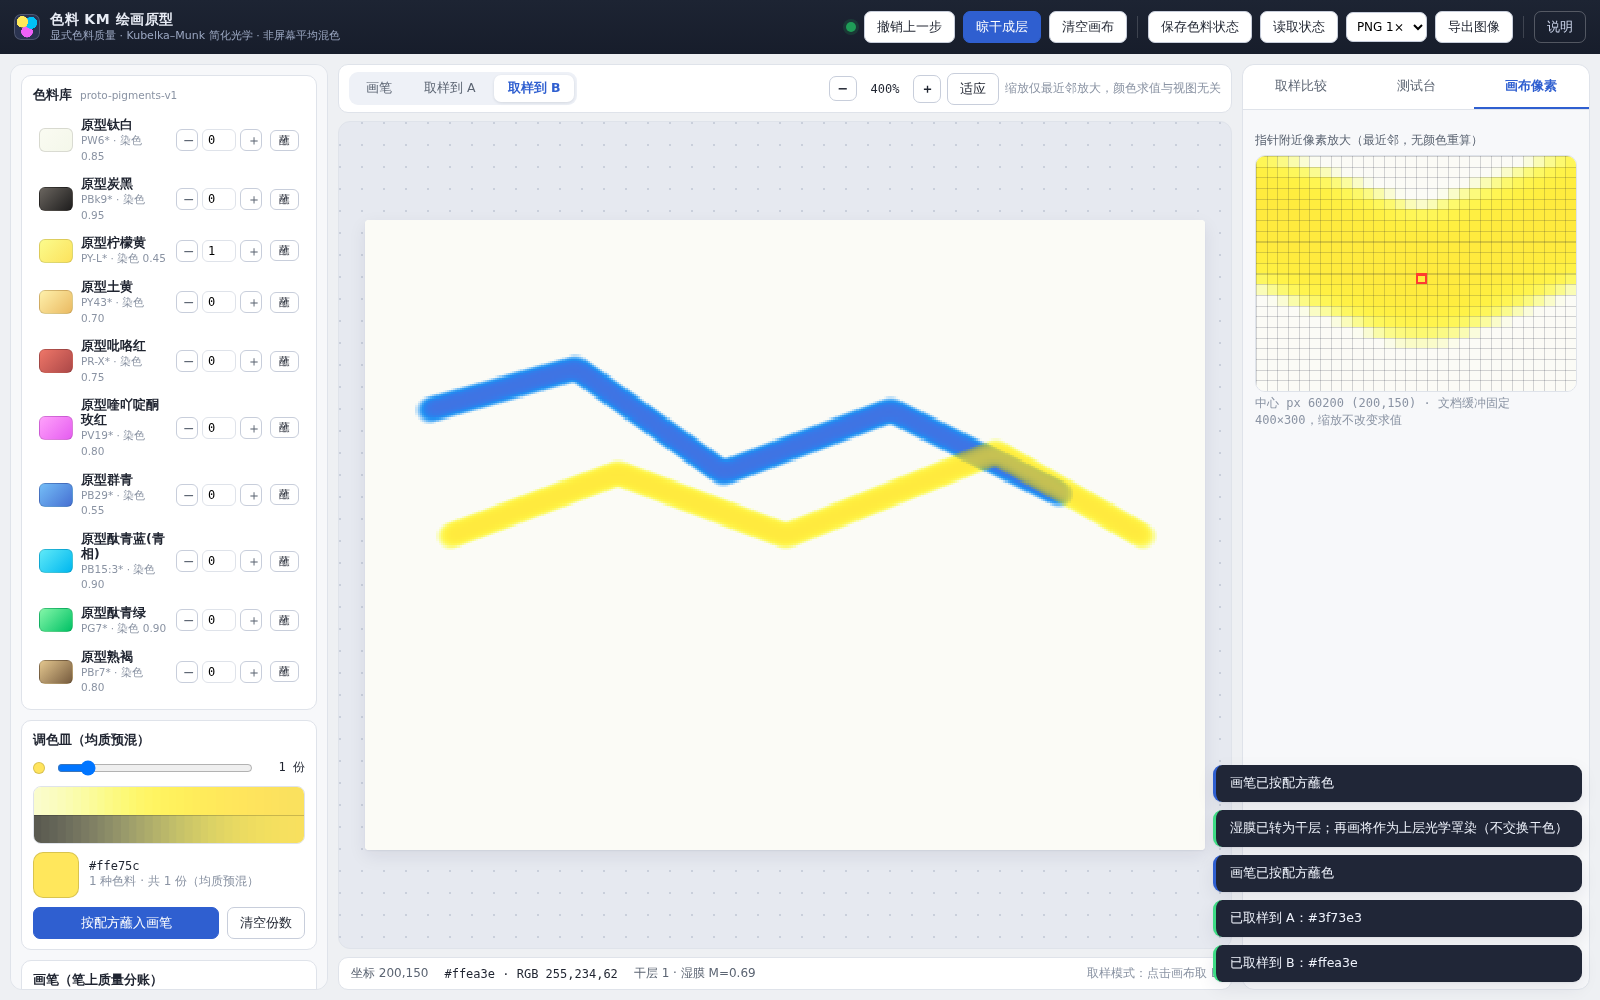 色料 KM 绘画原型
显式色料质量 · Kubelka–Munk 简化光学 · 非屏幕平均混色
撤销上一步
晾干成层
清空画布
保存色料状态
读取状态
PNG 1×
导出图像
说明
色料库 proto-pigments-v1
原型钛白
PW6* · 染色
0.85
− 0 + 蘸
原型炭黑
PBk9* · 染色
0.95
− 0 + 蘸
原型柠檬黄
PY-L* · 染色 0.45
− 1 + 蘸
原型土黄
PY43* · 染色
0.70
− 0 + 蘸
原型吡咯红
PR-X* · 染色
0.75
− 0 + 蘸
原型喹吖啶酮
玫红
PV19* · 染色
0.80
− 0 + 蘸
原型群青
PB29* · 染色
0.55
− 0 + 蘸
原型酞青蓝(青
相)
PB15:3* · 染色
0.90
− 0 + 蘸
原型酞青绿
PG7* · 染色 0.90
− 0 + 蘸
原型熟褐
PBr7* · 染色
0.80
− 0 + 蘸
调色皿（均质预混）
1 份
#ffe75c
1 种色料 · 共 1 份（均质预混）
按配方蘸入画笔
清空份数
画笔（笔上质量分账）
画笔
取样到 A
取样到 B
− 400% + 适应 缩放仅最近邻放大，颜色求值与视图无关
坐标 200,150 #ffea3e · RGB 255,234,62 干层 1 · 湿膜 M=0.69 取样模式：点击画布取
取样比较
测试台
画布像素
指针附近像素放大（最近邻，无颜色重算）
中心 px 60200 (200,150) · 文档缓冲固定
400×300，缩放不改变求值
画笔已按配方蘸色
湿膜已转为干层；再画将作为上层光学罩染（不交换干色）
画笔已按配方蘸色
已取样到 A：#3f73e3
已取样到 B：#ffea3e